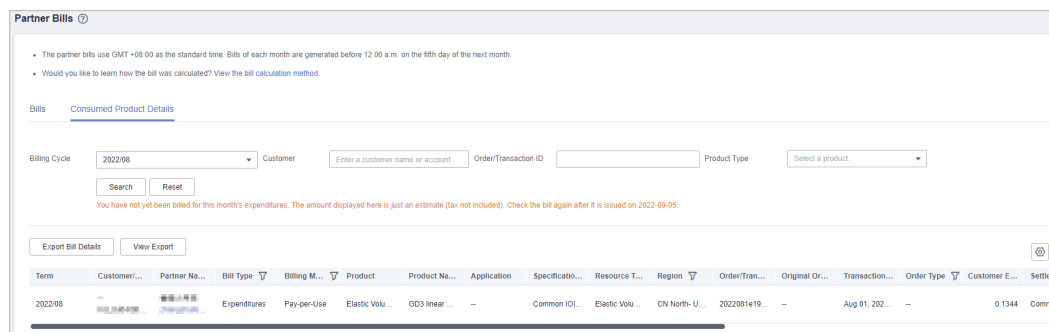 Partner Bills ?
• The partner bills use GMT +08:00 as the standard time. Bills of each month are generated before 12:00 a.m. on the fifth day of the next month.
• Would you like to learn how the bill was calculated? View the bill calculation method.
Bills Consumed Product Details
Billing Cycle 2022/08 Customer Enter a customer name or account. Order/Transaction ID Product Type Select a product.
Search Reset
You have not yet been billed for this month's expenditures. The amount displayed here is just an estimate (tax not included). Check the bill again after it is issued on 2022-09-05.
Export Bill Details View Export
Term Customer/... Partner Na... Bill Type Billing M... Product Product Na... Application Specificatio... Resource T... Region Order/Tran... Original Or... Transaction... Order Type Customer E... Settle
2022/08 -- Expenditures Pay-per-Use Elastic Volu... GD3 linear ... -- Common IO|... Elastic Volu... CN North- U...2022081e19... -- Aug 01, 202... -- 0.1344 Comm